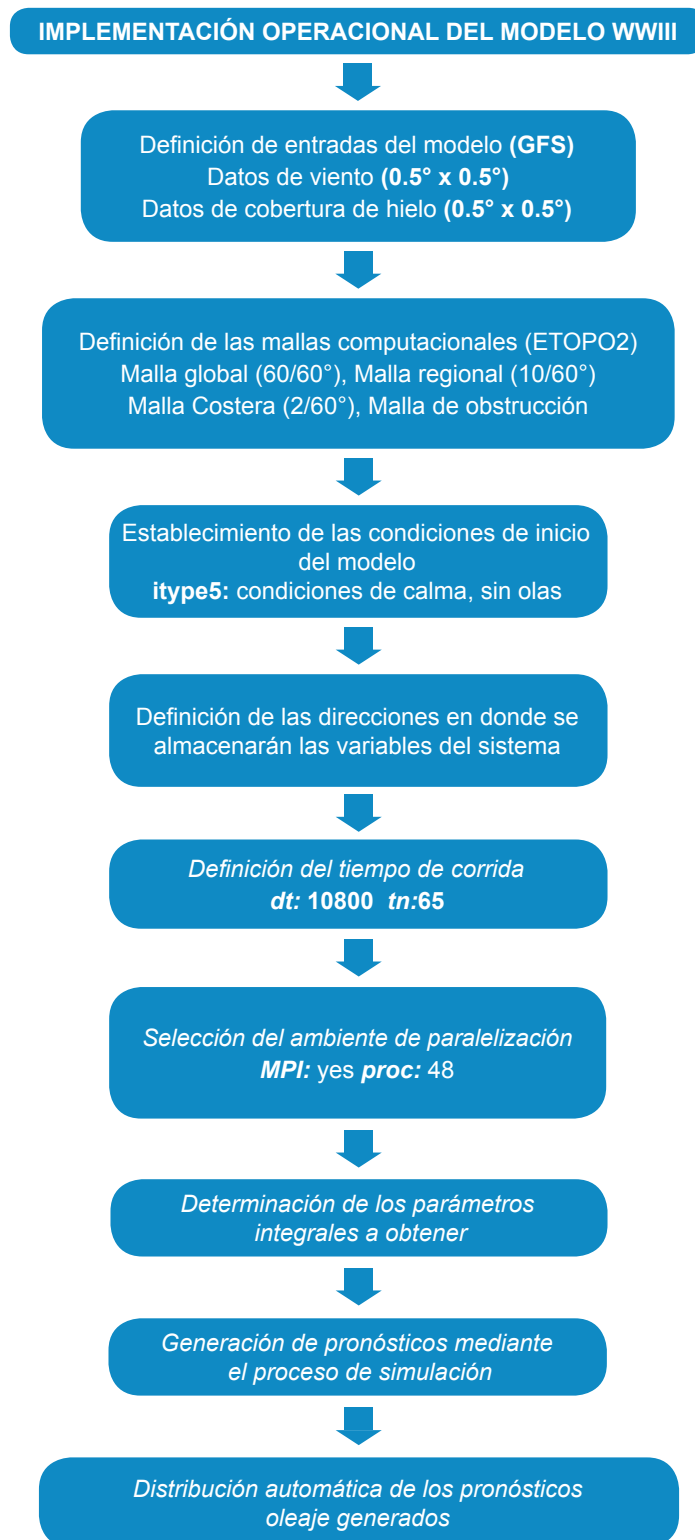 IMPLEMENTACIÓN OPERACIONAL DEL MODELO WWIII
Definición de entradas del modelo (GFS)
Datos de viento (0.5° x 0.5°)
Datos de cobertura de hielo (0.5° x 0.5°)
Definición de las mallas computacionales (ETOPO2)
Malla global (60/60°), Malla regional (10/60°)
Malla Costera (2/60°), Malla de obstrucción
Establecimiento de las condiciones de inicio
del modelo
itype5: condiciones de calma, sin olas
Definición de las direcciones en donde se
almacenarán las variables del sistema
Definición del tiempo de corrida
dt: 10800 tn:65
Selección del ambiente de paralelización
MPI: yes proc: 48
Determinación de los parámetros
integrales a obtener
Generación de pronósticos mediante
el proceso de simulación
Distribución automática de los pronósticos
oleaje generados